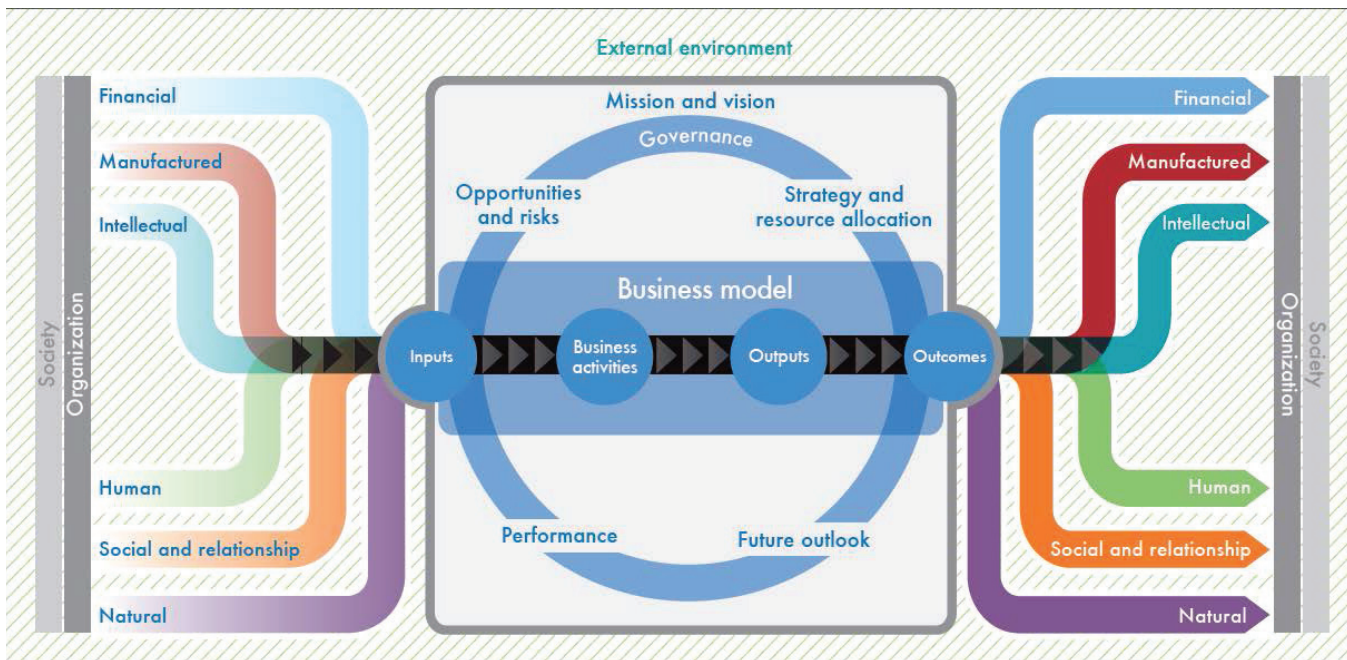 External environment
Society
Organization
Financial
Manufactured
Intellectual
Human
Social and relationship
Natural
Mission and vision
Governance
Opportunities
and risks
Strategy and
resource allocation
Business model
Inputs
Business
activities
Outputs
Outcomes
Performance
Future outlook
Financial
Manufactured
Intellectual
Human
Social and relationship
Natural
Organization
Society